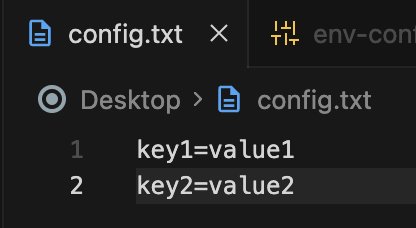 config.txt
env-conf
Desktop > config.txt
1 key1=value1
2 key2=value2